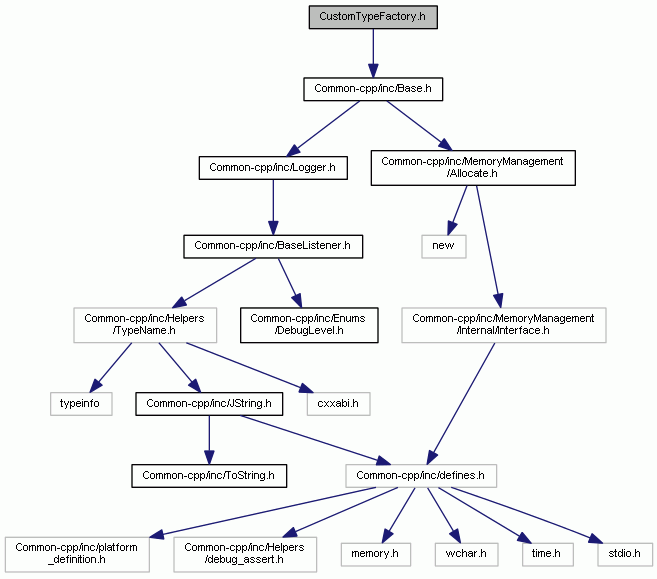 CustomTypeFactory.h
Common-cpp/inc/Base.h
Common-cpp/inc/Logger.h
Common-cpp/inc/MemoryManagement
/Allocate.h
Common-cpp/inc/BaseListener.h
new
Common-cpp/inc/Helpers
/TypeName.h
Common-cpp/inc/Enums
/DebugLevel.h
Common-cpp/inc/MemoryManagement
/Internal/Interface.h
typeinfo
Common-cpp/inc/JString.h
cxxabi.h
Common-cpp/inc/ToString.h
Common-cpp/inc/defines.h
Common-cpp/inc/platform
_definition.h
Common-cpp/inc/Helpers
/debug_assert.h
memory.h
wchar.h
time.h
stdio.h